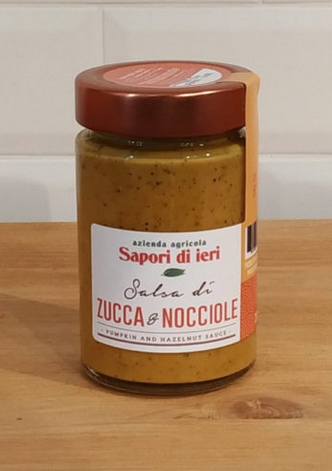 azienda agricola
Sapori di ieri
Salsa di
ZUCCA & NOCCIOLE
PUMPKIN AND HAZELNUT SAUCE